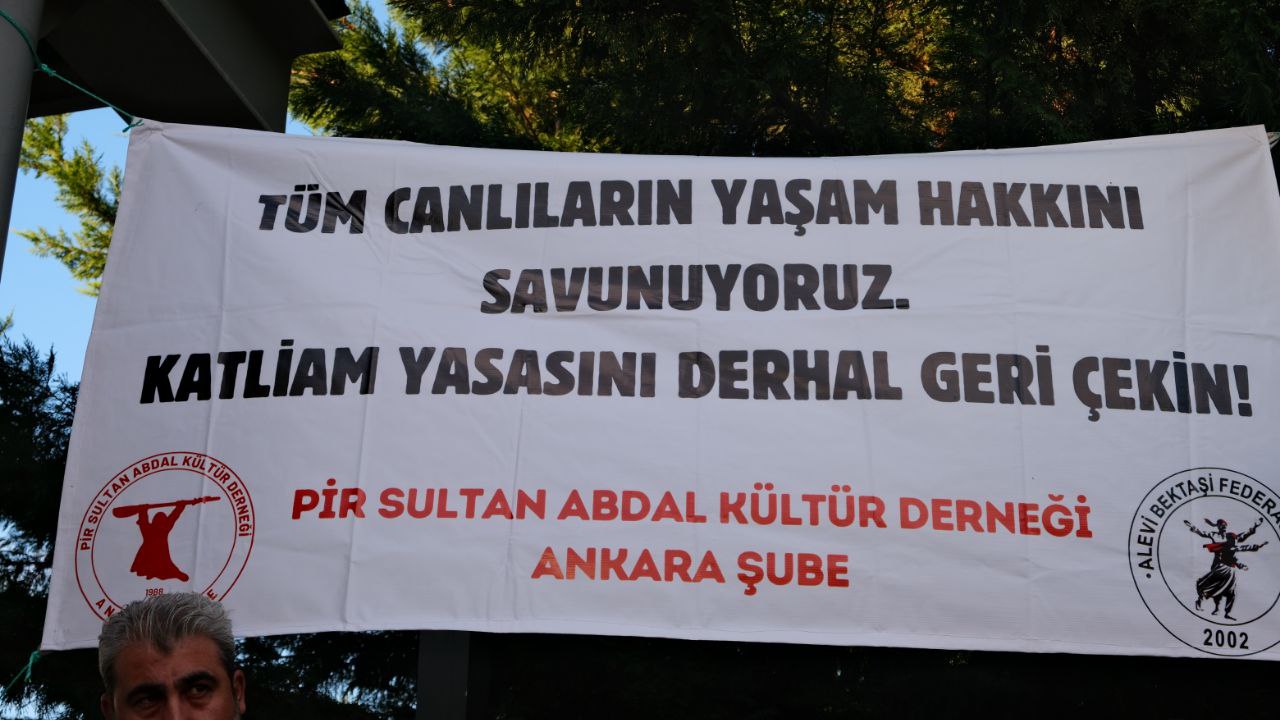 TÜM CANLILARIN YAŞAM HAKKINI
SAVUNUYORUZ.
KATLİAM YASASINI DERHAL GERİ ÇEKİN!
PİR SULTAN ABDAL KÜLTÜR DERNEĞİ
ANKARA ŞUBE
PİR SULTAN ABDAL KÜLTÜR DERNEĞİ
1988
ALEVİ BEKTAŞİ
2002